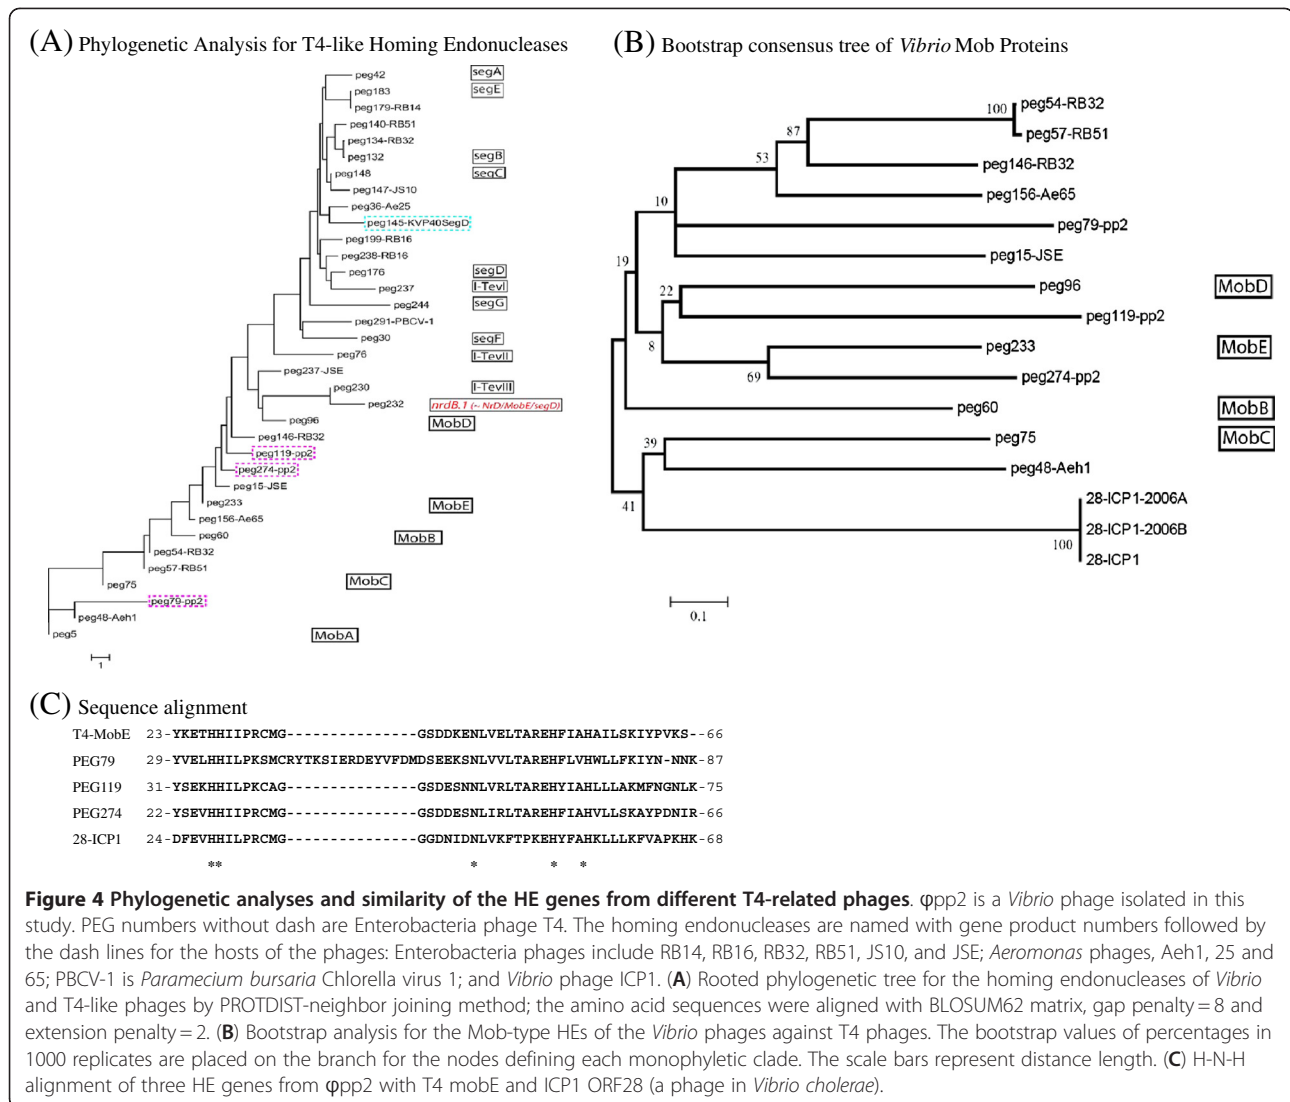 (A) Phylogenetic Analysis for T4-like Homing Endonucleases
peg42 segA
peg183 segE
peg179-RB14
peg140-RB51
peg134-RB32
peg132 segB
peg148 segC
peg147-JS10
peg36-Ae25
peg145-KVP40SegD
peg199-RB16
peg238-RB16
peg176 segD
peg237 I-TevI
peg244 segG
peg291-PBCV-1
peg30 segF
peg76 I-TevII
peg237-JSE
peg230 I-TevIII
peg232 nrdB.1 (~ NrD/MobE/segD)
peg96 MobD
peg146-RB32
peg119-pp2
peg274-pp2
peg15-JSE
peg233 MobE
peg156-Ae65
peg60 MobB
peg54-RB32
peg57-RB51
peg75 MobC
peg79-pp2
peg48-Aeh1
peg5 MobA
1
(B) Bootstrap consensus tree of Vibrio Mob Proteins
100 peg54-RB32
peg57-RB51
87
peg146-RB32
53
peg156-Ae65
10
peg79-pp2
peg15-JSE
19
22 peg96 MobD
peg119-pp2
8
peg233 MobE
69 peg274-pp2
peg60 MobB
39 peg75 MobC
peg48-Aeh1
41
28-ICP1-2006A
28-ICP1-2006B
100
28-ICP1
0.1
(C) Sequence alignment
T4-MobE 23-YKETHHIIPRCMG---------------GSDDKENLVELTAREHFIAHAILSKIYPVKS--66
PEG79 29-YVELHHILPKSMCRYTKSIERDEYVFDMDSEEKSNLVVLTAREHFLVHWLLFKIYN-NNK-87
PEG119 31-YSEKHHILPKCAG---------------GSDESNNLVRLTAREHYIAHLLLAKMFNGNLK-75
PEG274 22-YSEVHHIIPRCMG---------------GSDDESNLIRLTAREHFIAHVLLSKAYPDNIR-66
28-ICP1 24-DFEVHHILPRCMG---------------GGDNIDNLVKFTPKEHYFAHKLLLKFVAPKHK-68
** * * *
Figure 4 Phylogenetic analyses and similarity of the HE genes from different T4-related phages. φpp2 is a Vibrio phage isolated in this
study. PEG numbers without dash are Enterobacteria phage T4. The homing endonucleases are named with gene product numbers followed by
the dash lines for the hosts of the phages: Enterobacteria phages include RB14, RB16, RB32, RB51, JS10, and JSE; Aeromonas phages, Aeh1, 25 and
65; PBCV-1 is Paramecium bursaria Chlorella virus 1; and Vibrio phage ICP1. (A) Rooted phylogenetic tree for the homing endonucleases of Vibrio
and T4-like phages by PROTDIST-neighbor joining method; the amino acid sequences were aligned with BLOSUM62 matrix, gap penalty = 8 and
extension penalty = 2. (B) Bootstrap analysis for the Mob-type HEs of the Vibrio phages against T4 phages. The bootstrap values of percentages in
1000 replicates are placed on the branch for the nodes defining each monophyletic clade. The scale bars represent distance length. (C) H-N-H
alignment of three HE genes from φpp2 with T4 mobE and ICP1 ORF28 (a phage in Vibrio cholerae).